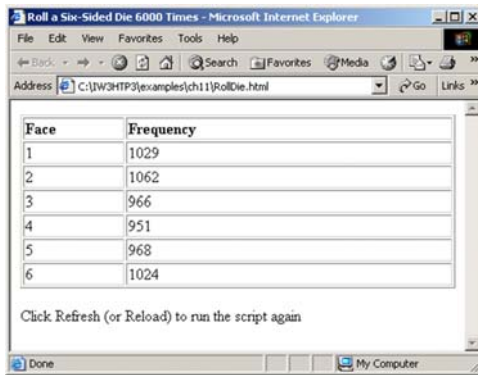 Roll a Six-Sided Die 6000 Times - Microsoft Internet Explorer
File Edit View Favorites Tools Help
Back Search Favorites Media
Address C:\IW3HTP3\examples\ch11\RollDie.html Go Links »
Face Frequency
1 1029
2 1062
3 966
4 951
5 968
6 1024
Click Refresh (or Reload) to run the script again
Done My Computer